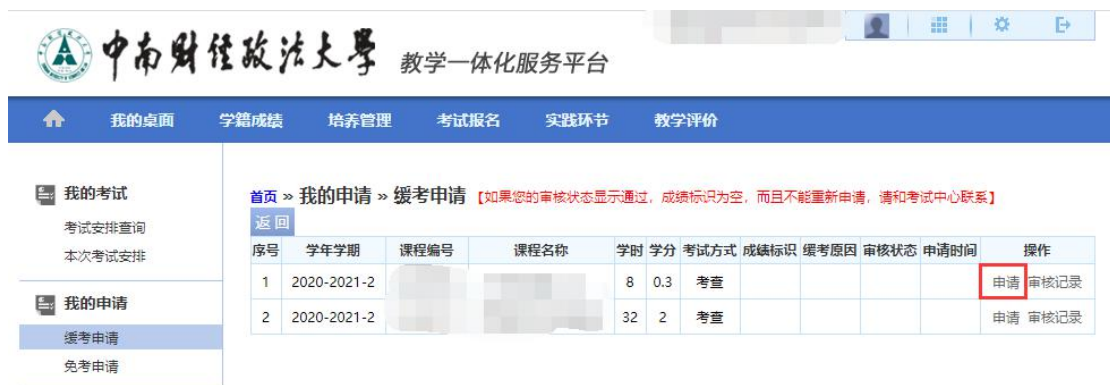 中南财经政法大学 教学一体化服务平台
我的桌面 学籍成绩 培养管理 考试报名 实践环节 教学评价
我的考试
考试安排查询
本次考试安排
我的申请
缓考申请
免考申请
首页 » 我的申请 » 缓考申请 【如果您的审核状态显示通过，成绩标识为空，而且不能重新申请，请和考试中心联系】
返回
序号 学年学期 课程编号 课程名称 学时 学分 考试方式 成绩标识 缓考原因 审核状态 申请时间 操作
1 2020-2021-2 8 0.3 考查 申请 审核记录
2 2020-2021-2 32 2 考查 申请 审核记录